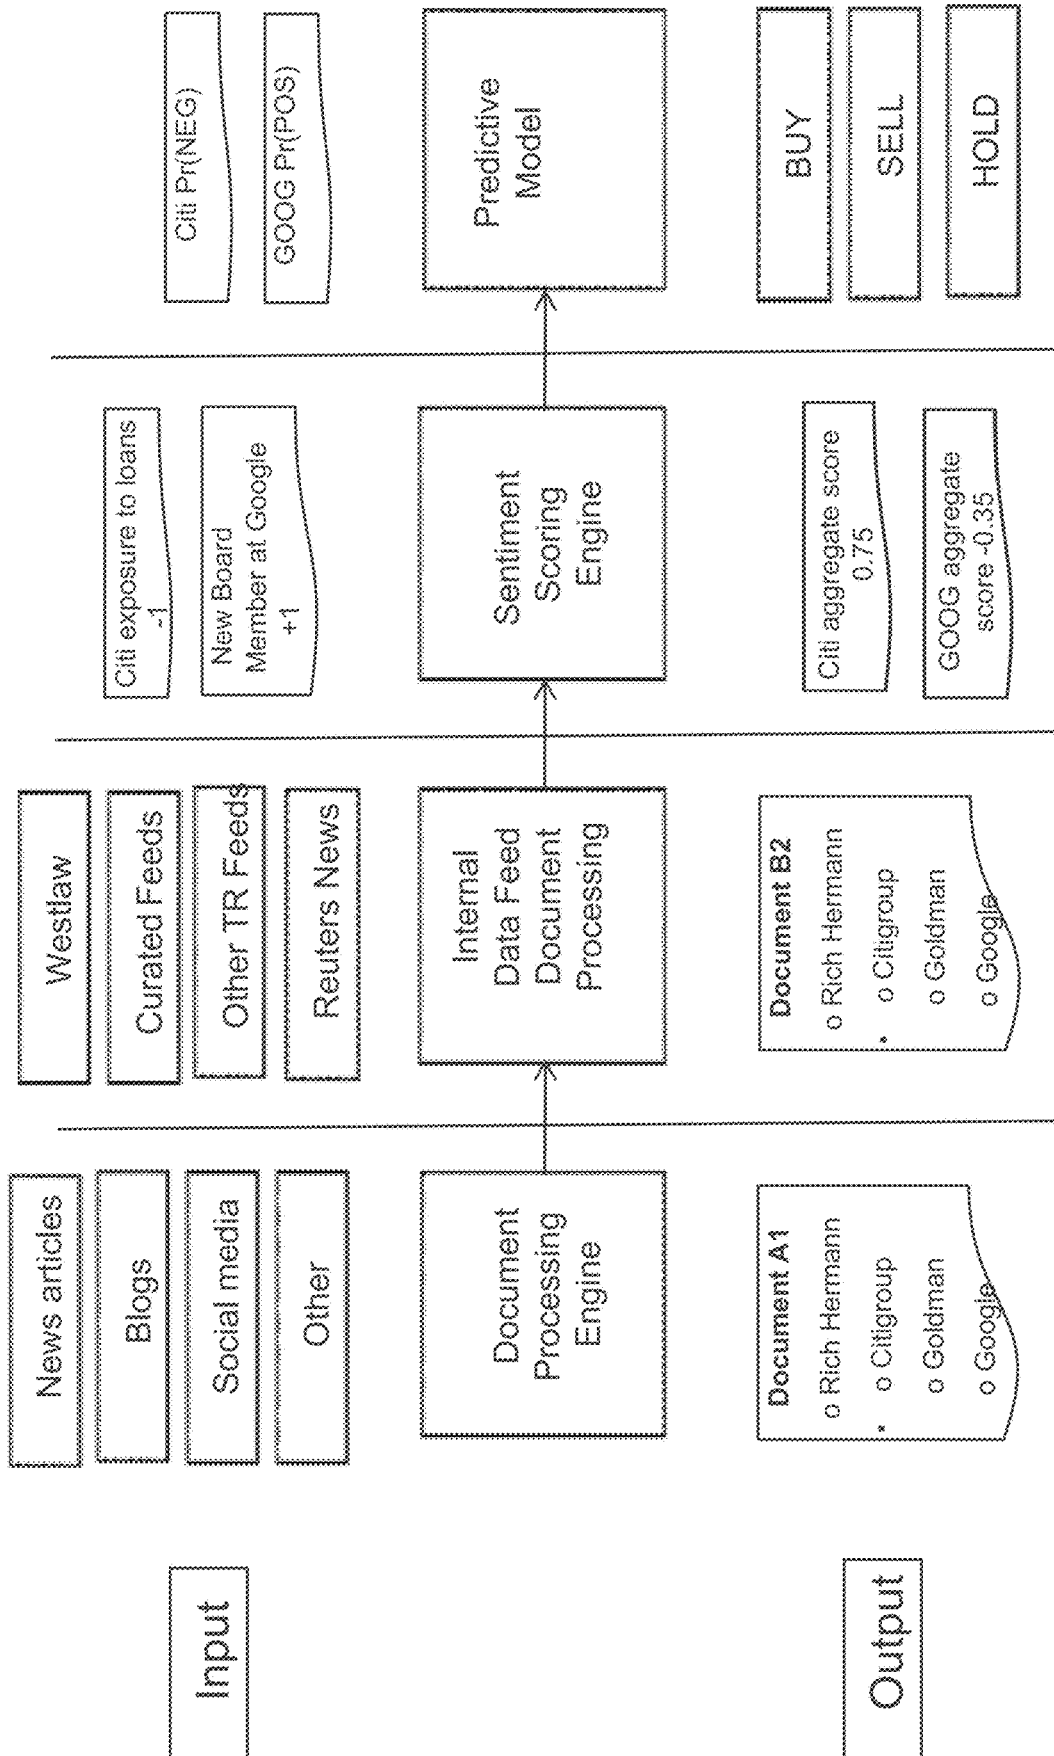 Input
News articles
Blogs
Social media
Other
Westlaw
Curated Feeds
Other TR Feeds
Reuters News
Citi exposure to loans
-1
New Board
Member at Google
+1
Citi Pr(NEG)
GOOG Pr(POS)
Document
Processing
Engine
Internal
Data Feed
Document
Processing
Sentiment
Scoring
Engine
Predictive
Model
Output
Document A1
o Rich Hermann
• o Citigroup
o Goldman
o Google
Document B2
o Rich Hermann
• o Citigroup
o Goldman
o Google
Citi aggregate score
0.75
GOOG aggregate
score -0.35
BUY
SELL
HOLD